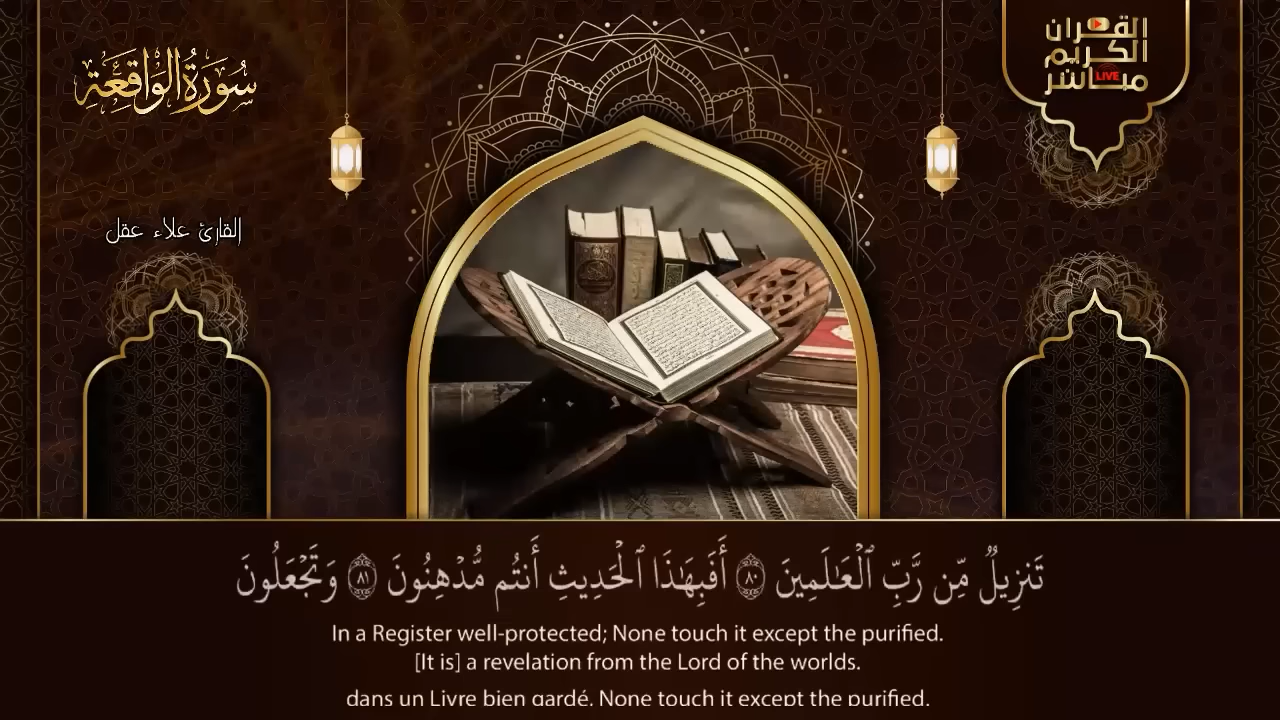 سُورَةُ الْوَاقِعَةِ
القرآن
الكريم
مباشر
LIVE
القارئ علاء عقل
تَنزِيلٌ مِّن رَّبِّ ٱلْعَـٰلَمِينَ ٨٠ أَفَبِهَـٰذَا ٱلْحَدِيثِ أَنتُم مُّدْهِنُونَ ٨١ وَتَجْعَلُونَ
In a Register well-protected; None touch it except the purified.
[It is] a revelation from the Lord of the worlds.
dans un Livre bien gardé. None touch it except the purified.